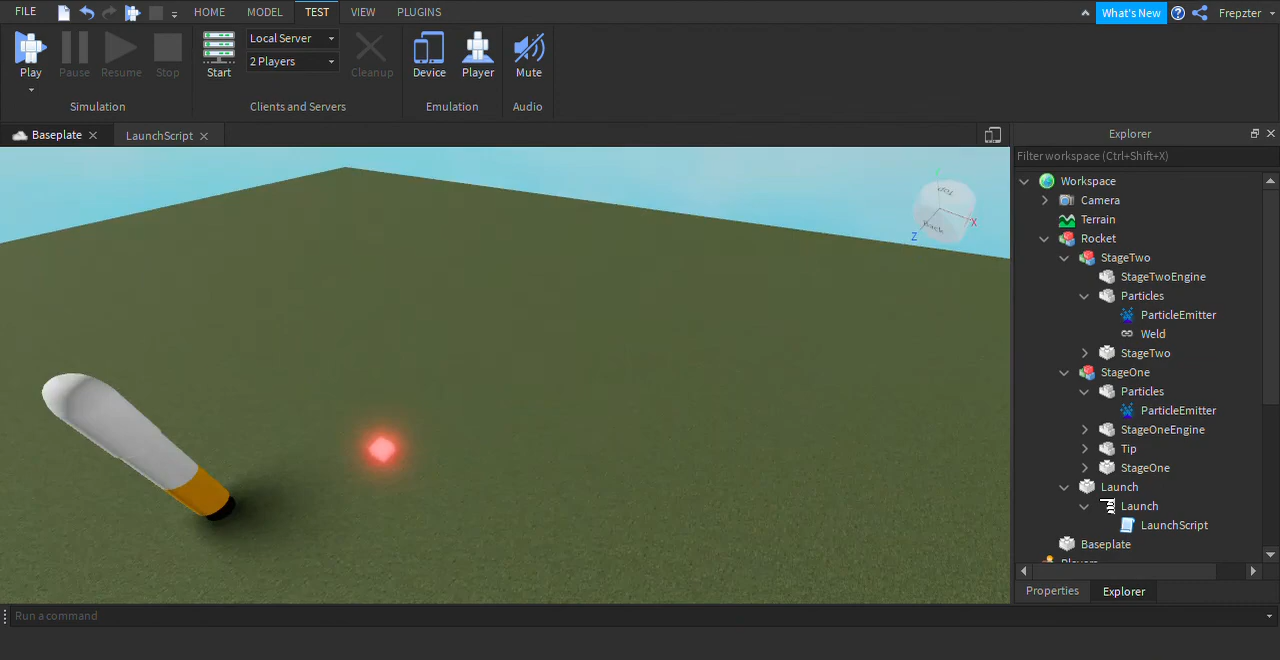 FILE HOME MODEL TEST VIEW PLUGINS What's New Frepzter
Play Pause Resume Stop Start Local Server 2 Players Cleanup Device Player Mute
Simulation Clients and Servers Emulation Audio
Baseplate LaunchScript Explorer
Filter workspace (Ctrl+Shift+X)
Workspace
Camera
Terrain
Rocket
StageTwo
StageTwoEngine
Particles
ParticleEmitter
Weld
StageTwo
StageOne
Particles
ParticleEmitter
StageOneEngine
Tip
StageOne
Launch
Launch
LaunchScript
Baseplate
Players
TOP
Back
X
Z
Properties Explorer
Run a command